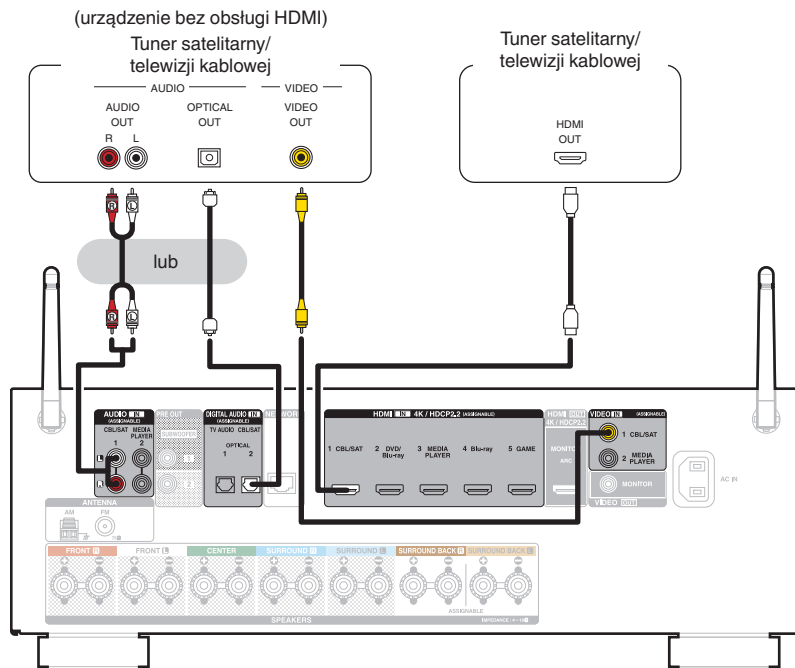 (urządzenie bez obsługi HDMI)
Tuner satelitarny/
telewizji kablowej
AUDIO
VIDEO
AUDIO
OUT
OPTICAL
OUT
VIDEO
OUT
R L
Tuner satelitarny/
telewizji kablowej
HDMI
OUT
R L
lub
R L
AUDIO IN
(ASSIGNABLE)
CBL/SAT
1
MEDIA
PLAYER
2
L
R
PRE OUT
SUBWOOFER
1
2
DIGITAL AUDIO IN
(ASSIGNABLE)
TV AUDIO CBL/SAT
OPTICAL
1 2
NETWORK
HDMI IN 4K / HDCP2.2 (ASSIGNABLE)
1 CBL/SAT
2 DVD/
Blu-ray
3 MEDIA
PLAYER
4 Blu-ray
5 GAME
HDMI OUT
4K / HDCP2.2
MONITOR
ARC
VIDEO IN (ASSIGNABLE)
1 CBL/SAT
2 MEDIA
PLAYER
MONITOR
VIDEO OUT
AC IN
ANTENNA
AM FM
FRONT R
FRONT L
CENTER
SURROUND R
SURROUND L
SURROUND BACK R
SURROUND BACK L
ASSIGNABLE
SPEAKERS